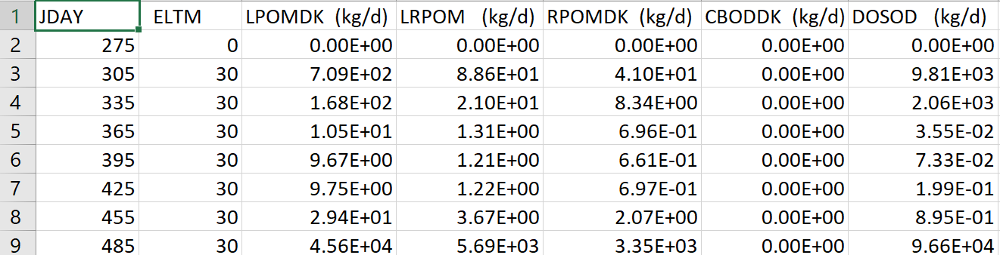 1 JDAY ELTM LPOMDK (kg/d) LRPOM (kg/d) RPOMDK (kg/d) CBODDK (kg/d) DOSOD (kg/d)
2 275 0 0.00E+00 0.00E+00 0.00E+00 0.00E+00 0.00E+00
3 305 30 7.09E+02 8.86E+01 4.10E+01 0.00E+00 9.81E+03
4 335 30 1.68E+02 2.10E+01 8.34E+00 0.00E+00 2.06E+03
5 365 30 1.05E+01 1.31E+00 6.96E-01 0.00E+00 3.55E-02
6 395 30 9.67E+00 1.21E+00 6.61E-01 0.00E+00 7.33E-02
7 425 30 9.75E+00 1.22E+00 6.97E-01 0.00E+00 1.99E-01
8 455 30 2.94E+01 3.67E+00 2.07E+00 0.00E+00 8.95E-01
9 485 30 4.56E+04 5.69E+03 3.35E+03 0.00E+00 9.66E+04